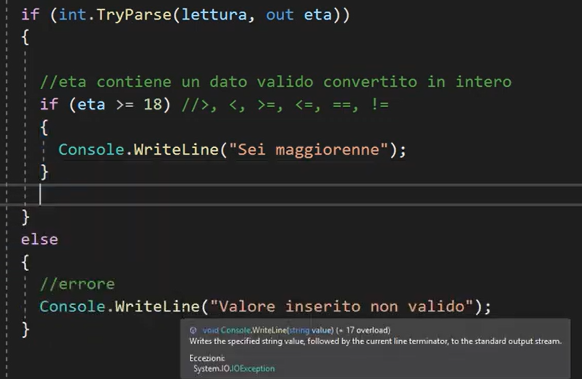 if (int.TryParse(lettura, out eta))
{
//eta contiene un dato valido convertito in intero
if (eta >= 18) //>, <, >=, <=, ==, !=
{
Console.WriteLine("Sei maggiorenne");
}
}
else
{
//errore
Console.WriteLine("Valore inserito non valido");
}
void Console.WriteLine(string value) (+ 17 overload)
Writes the specified string value, followed by the current line terminator, to the standard output stream.
Eccezioni:
System.IO.IOException